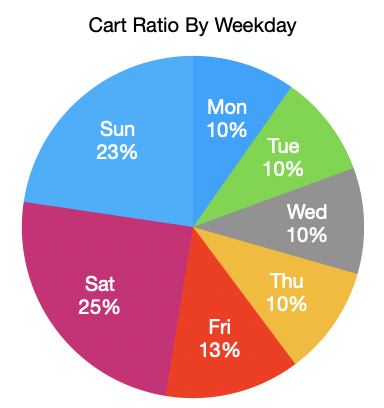 Cart Ratio By Weekday
Mon
10%
Tue
10%
Wed
10%
Thu
10%
Fri
13%
Sat
25%
Sun
23%